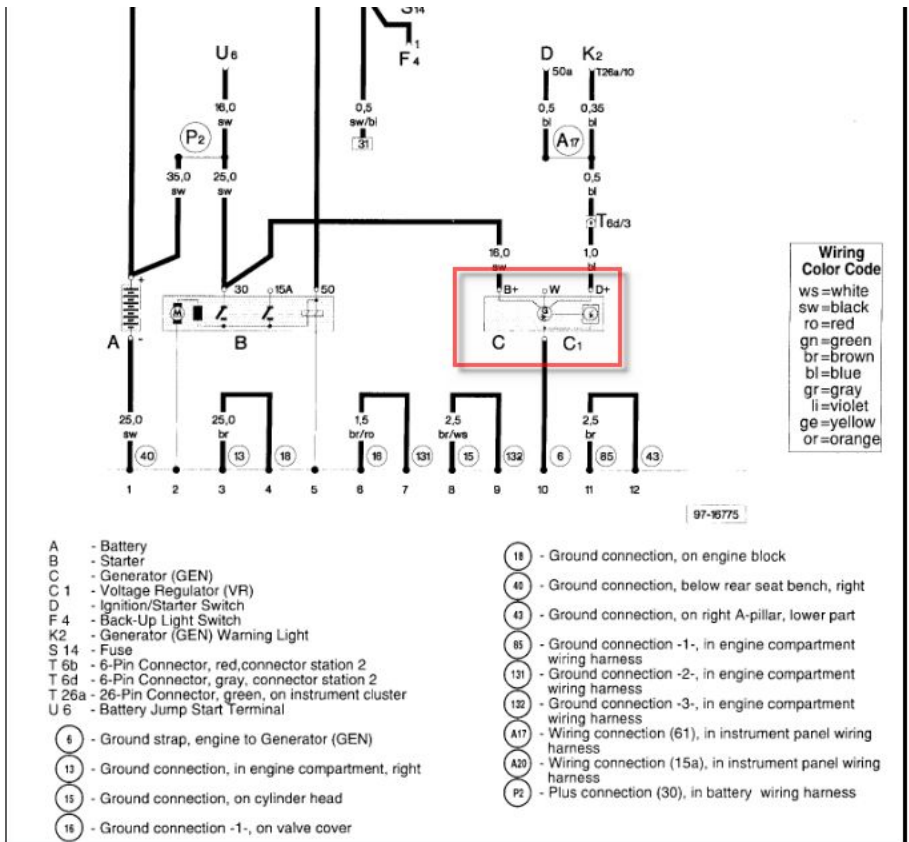 S14
1
F4
U6
D
K2
50a
T26a/10
16,0
sw
0,5
sw/bl
31
0,5
bl
0,35
bl
P2
A17
35,0
sw
25,0
sw
0,5
bl
T6d/3
16,0
sw
1,0
bl
+
30
15A
50
B+
W
D+
M
G
A
-
B
C
C1
Wiring
Color Code
ws=white
sw=black
ro=red
gn=green
br=brown
bl=blue
gr=gray
li=violet
ge=yellow
or=orange
25,0
sw
25,0
br
1,5
br/ro
2,5
br/ws
2,5
br
40 13 18 16 131 15 132 6 85 43
1 2 3 4 5 6 7 8 9 10 11 12
97-16775
A - Battery
B - Starter
C - Generator (GEN)
C 1 - Voltage Regulator (VR)
D - Ignition/Starter Switch
F 4 - Back-Up Light Switch
K2 - Generator (GEN) Warning Light
S 14 - Fuse
T 6b - 6-Pin Connector, red,connector station 2
T 6d - 6-Pin Connector, gray, connector station 2
T 26a - 26-Pin Connector, green, on instrument cluster
U 6 - Battery Jump Start Terminal
6 - Ground strap, engine to Generator (GEN)
13 - Ground connection, in engine compartment, right
15 - Ground connection, on cylinder head
16 - Ground connection -1-, on valve cover
18 - Ground connection, on engine block
40 - Ground connection, below rear seat bench, right
43 - Ground connection, on right A-pillar, lower part
85 - Ground connection -1-, in engine compartment
wiring harness
131 - Ground connection -2-, in engine compartment
wiring harness
132 - Ground connection -3-, in engine compartment
wiring harness
A17 - Wiring connection (61), in instrument panel wiring
harness
A20 - Wiring connection (15a), in instrument panel wiring
harness
P2 - Plus connection (30), in battery wiring harness